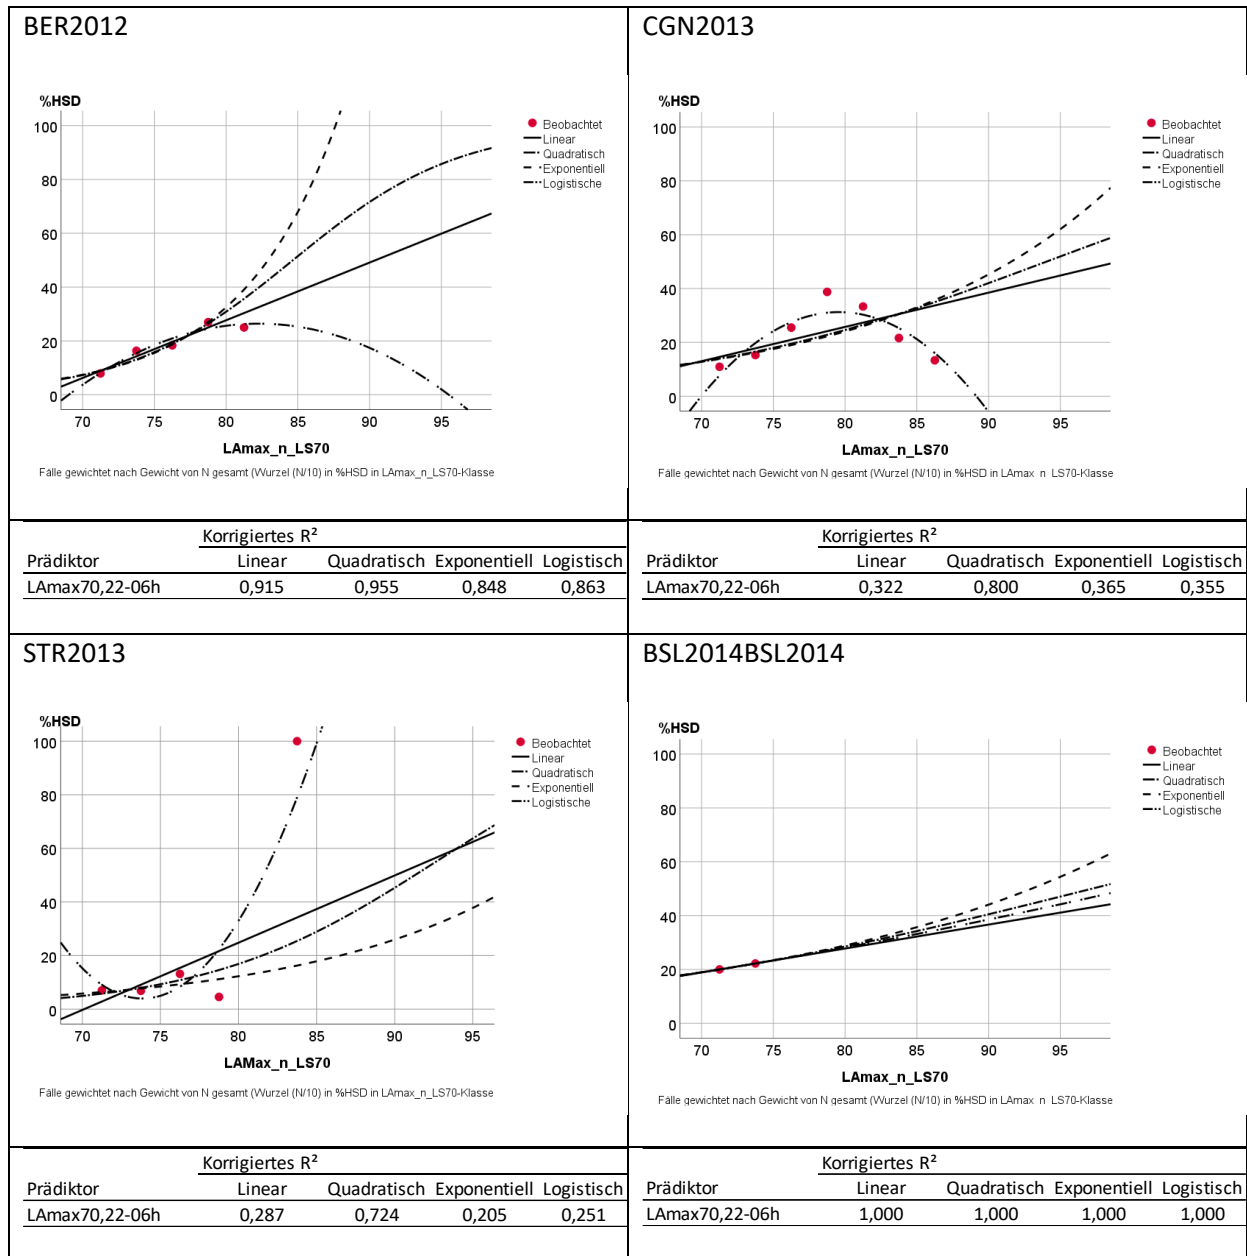 BER2012
%HSD
100
80
60
40
20
0
70 75 80 85 90 95
LAmax_n_LS70
Beobachtet
Linear
Quadratisch
Exponentiell
Logistische
Fälle gewichtet nach Gewicht von N gesamt (Wurzel (N/10) in %HSD in LAmax_n_LS70-Klasse
Korrigiertes R²
Prädiktor Linear Quadratisch Exponentiell Logistisch
LAmax70,22-06h 0,915 0,955 0,848 0,863
CGN2013
%HSD
100
80
60
40
20
0
70 75 80 85 90 95
LAmax_n_LS70
Beobachtet
Linear
Quadratisch
Exponentiell
Logistische
Fälle gewichtet nach Gewicht von N gesamt (Wurzel (N/10) in %HSD in LAmax n LS70-Klasse
Korrigiertes R²
Prädiktor Linear Quadratisch Exponentiell Logistisch
LAmax70,22-06h 0,322 0,800 0,365 0,355
STR2013
%HSD
100
80
60
40
20
0
70 75 80 85 90 95
LAMax_n_LS70
Beobachtet
Linear
Quadratisch
Exponentiell
Logistische
Fälle gewichtet nach Gewicht von N gesamt (Wurzel (N/10) in %HSD in LAmax_n_LS70-Klasse
Korrigiertes R²
Prädiktor Linear Quadratisch Exponentiell Logistisch
LAmax70,22-06h 0,287 0,724 0,205 0,251
BSL2014BSL2014
%HSD
100
80
60
40
20
0
70 75 80 85 90 95
LAmax_n_LS70
Beobachtet
Linear
Quadratisch
Exponentiell
Logistische
Fälle gewichtet nach Gewicht von N gesamt (Wurzel (N/10) in %HSD in LAmax n LS70-Klasse
Korrigiertes R²
Prädiktor Linear Quadratisch Exponentiell Logistisch
LAmax70,22-06h 1,000 1,000 1,000 1,000